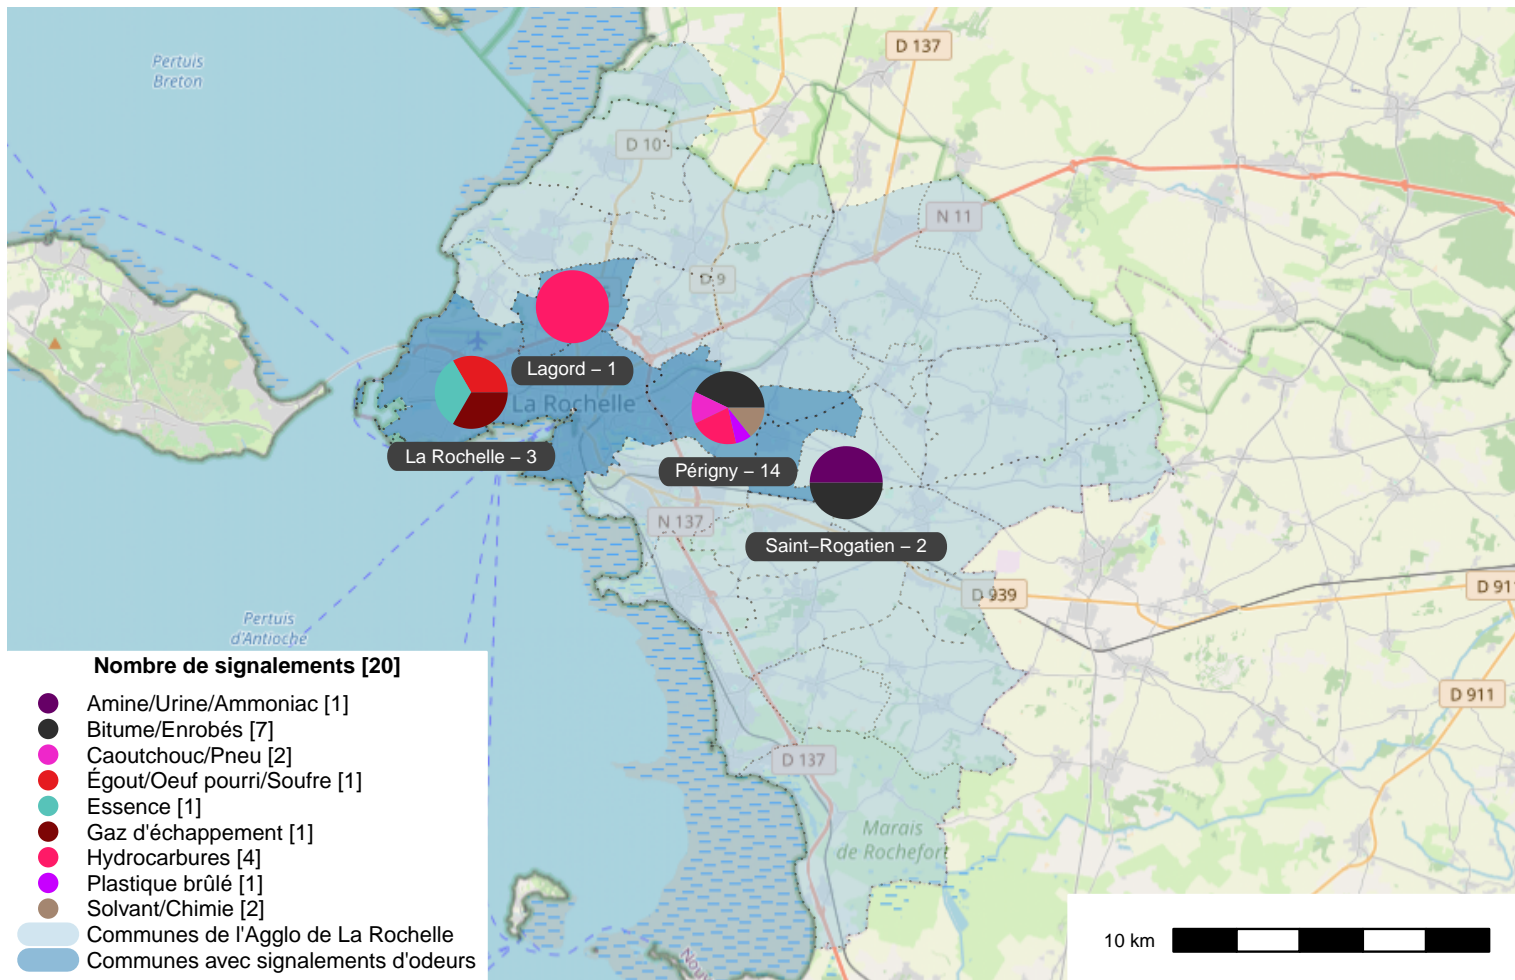 Pertuis
Breton
D 137
D 10
N 11
D 9
Lagord – 1
La Rochelle
La Rochelle – 3
Périgny – 14
N 137
Saint–Rogatien – 2
D 939
D 911
Pertuis
d'Antioche
Nombre de signalements [20]
Amine/Urine/Ammoniac [1]
Bitume/Enrobés [7]
Caoutchouc/Pneu [2]
Égout/Oeuf pourri/Soufre [1]
Essence [1]
Gaz d'échappement [1]
Hydrocarbures [4]
Plastique brûlé [1]
Solvant/Chimie [2]
Communes de l'Agglo de La Rochelle
Communes avec signalements d'odeurs
D 911
D 137
Marais
de Rochefort
10 km